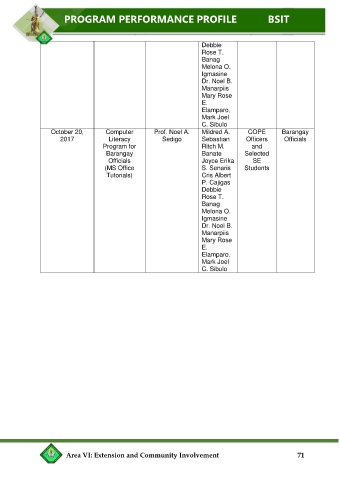 PROGRAM PERFORMANCE PROFILE BSIT
Debbie
Rose T.
Banag
Melona O.
Igmasine
Dr. Noel B.
Manarpiis
Mary Rose
E.
Elamparo,
Mark Joel
C. Sibulo
October 20, Computer Prof. Noel A. Mildred A. COPE Barangay
2017 Literacy Sedigo Sebastian Officers Officials
Program for Ritch M. and
Barangay Banate Selected
Officials Joyce Erika SE
(MS Office S. Senaris Students
Tutorials) Cris Albert
P. Cajigas
Debbie
Rose T.
Banag
Melona O.
Igmasine
Dr. Noel B.
Manarpiis
Mary Rose
E.
Elamparo,
Mark Joel
C. Sibulo
Area VI: Extension and Community Involvement 71